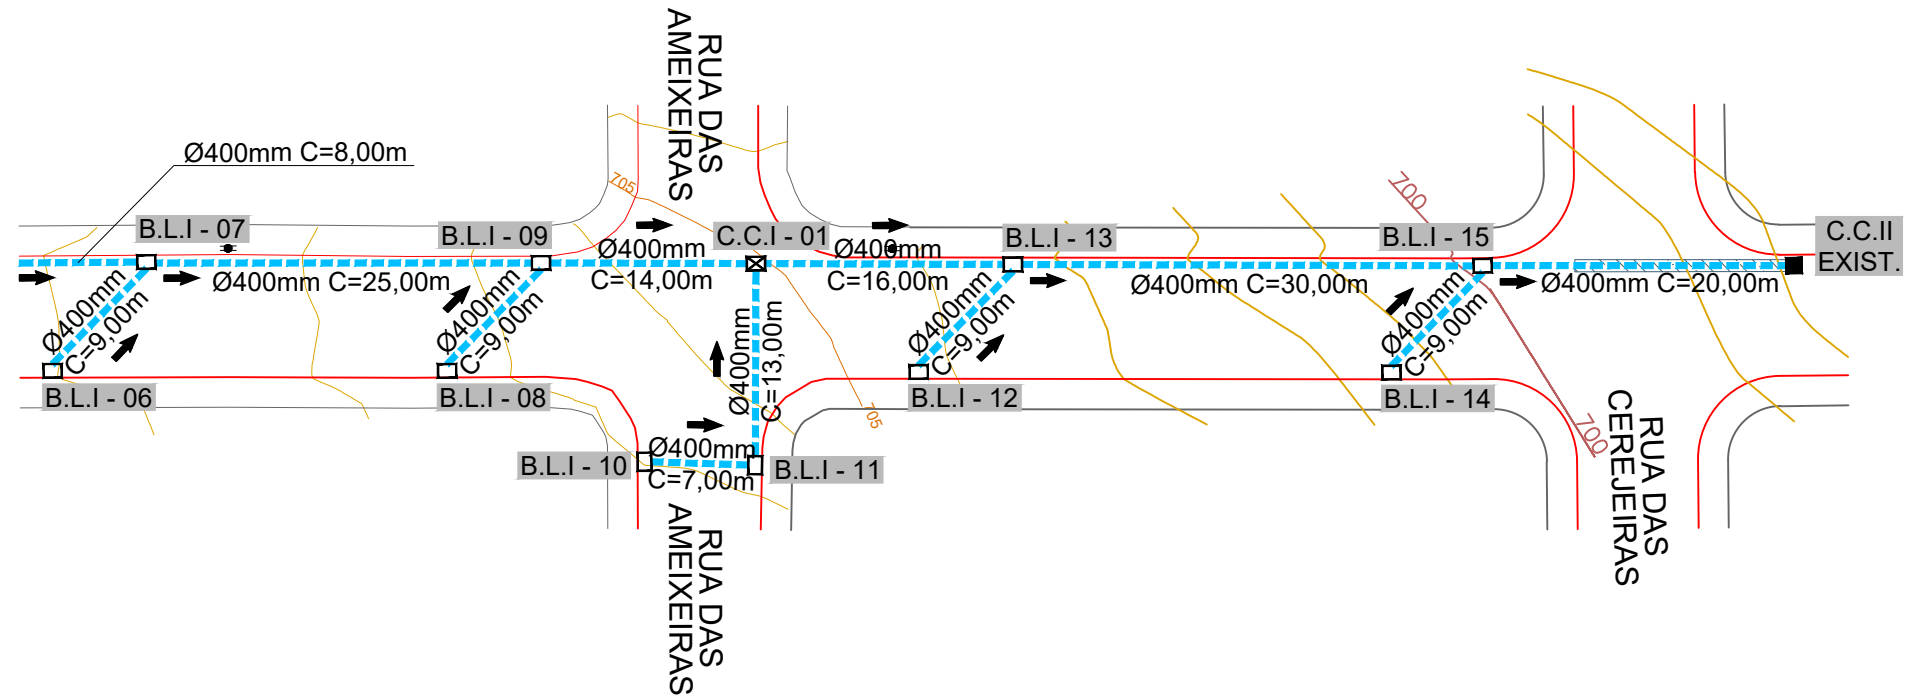 RUA DAS
AMEIXEIRAS
Ø400mm C=8,00m
705
700
B.L.I - 07
B.L.I - 09
C.C.I - 01
B.L.I - 13
B.L.I - 15
C.C.II
EXIST.
Ø400mm
C=14,00m
Ø400mm
C=16,00m
Ø400mm C=25,00m
Ø400mm C=30,00m
Ø400mm C=20,00m
Ø400mm
C=9,00m
Ø400mm
C=9,00m
Ø400mm
C=13,00m
Ø400mm
C=9,00m
Ø400mm
C=9,00m
B.L.I - 06
B.L.I - 08
B.L.I - 12
B.L.I - 14
705
700
B.L.I - 10
Ø400mm
C=7,00m
B.L.I - 11
RUA DAS
CEREJEIRAS
RUA DAS
AMEIXEIRAS